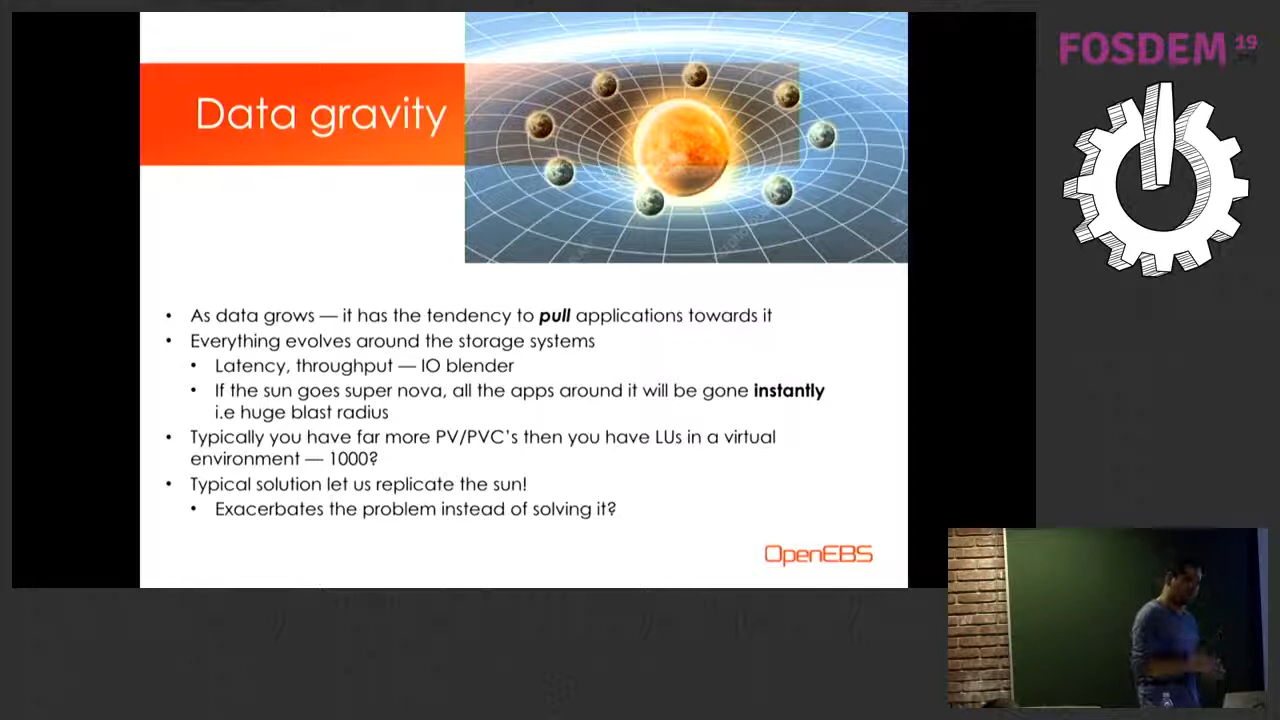 Data gravity
FOSDEM 19
.org
• As data grows — it has the tendency to pull applications towards it
• Everything evolves around the storage systems
• Latency, throughput — IO blender
• If the sun goes super nova, all the apps around it will be gone instantly
i.e huge blast radius
• Typically you have far more PV/PVC's then you have LUs in a virtual
environment — 1000?
• Typical solution let us replicate the sun!
• Exacerbates the problem instead of solving it?
OpenEBS